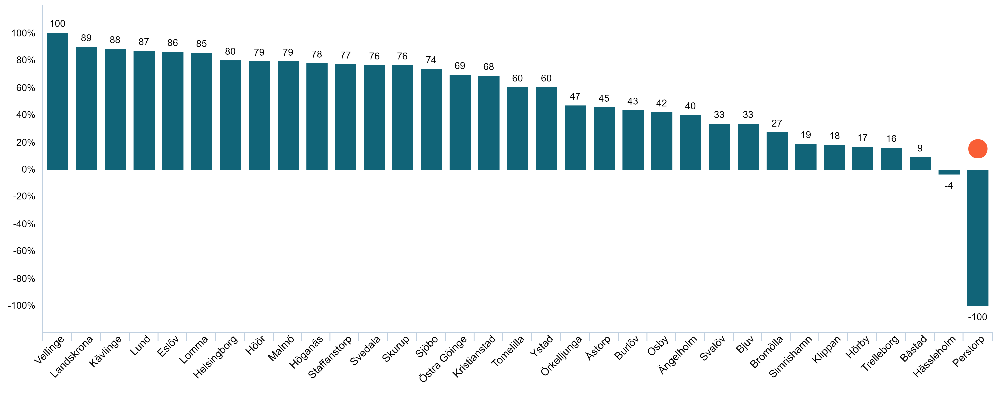 100%
80%
60%
40%
20%
0%
-20%
-40%
-60%
-80%
-100%
100
89
88
87
86
85
80
79
79
78
77
76
76
74
69
68
60
60
47
45
43
42
40
33
33
27
19
18
17
16
9
-4
-100
Vellinge
Landskrona
Kävlinge
Lund
Eslöv
Lomma
Helsingborg
Höör
Malmö
Höganäs
Staffanstorp
Svedala
Skurup
Sjöbo
Östra Göinge
Kristianstad
Tomelilla
Ystad
Örkelljunga
Åstorp
Burlöv
Osby
Ängelholm
Svalöv
Bjuv
Bromölla
Simrishamn
Klippan
Hörby
Trelleborg
Båstad
Hässleholm
Perstorp